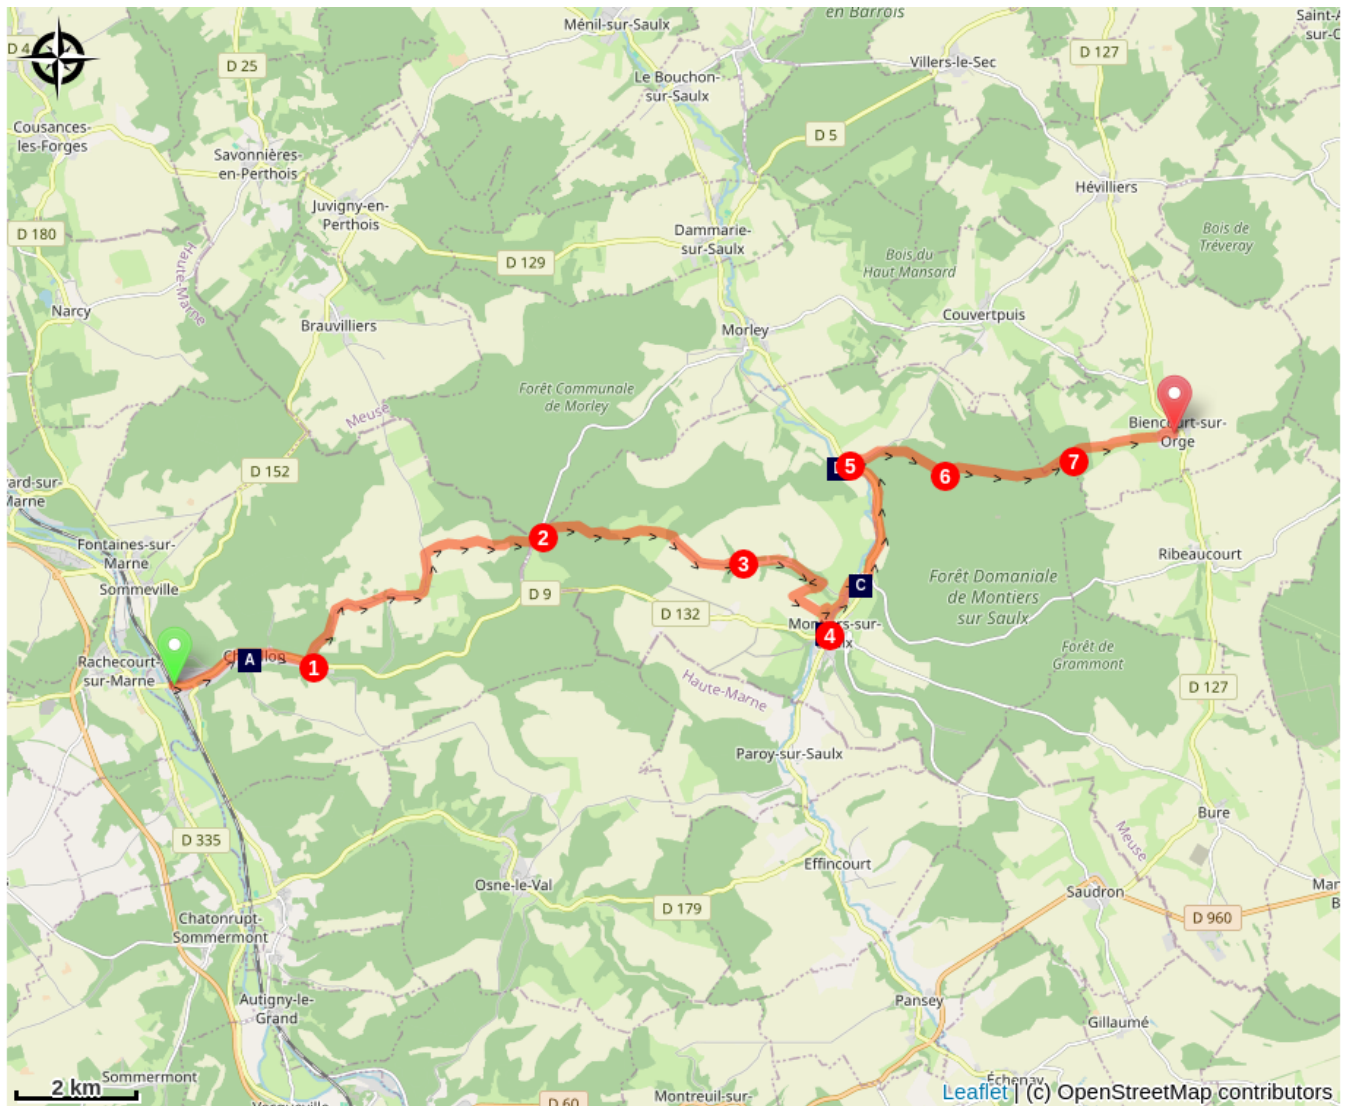 Ménil-sur-Saulx
en Barrois
D 4
D 25
D 127
Villers-le-Sec
Le Bouchon-
sur-Saulx
Cousances-
les-Forges
D 5
Savonnières-
en-Perthois
Hévilliers
Juvigny-en-
Perthois
D 180
Dammarie-
sur-Saulx
Bois de
Tréveray
D 129
Bois du
Haut Mansard
Haute-Marne
Narcy
Brauvilliers
Couvertpuis
Morley
Forêt Communale
de Morley
Meuse
Biencourt-sur-
Orge
D 152
5
6
7
Marne
2
Fontaines-sur-
Marne
Ribeaucourt
3
Sommeville
D 9
C
Forêt Domaniale
de Montiers
sur Saulx
D 132
4
Rachecourt-
sur-Marne
A
1
Forêt de
Grammont
Haute-Marne
D 127
Paroy-sur-Saulx
Bure
D 335
Meuse
Effincourt
Osne-le-Val
Saudron
D 179
D 960
Chatonrupt-
Sommermont
Autigny-le-
Grand
Pansey
Gillaumé
Sommermont
2 km
Échenay
Montreuil-sur-
D 60
Leaflet | (c) OpenStreetMap contributors